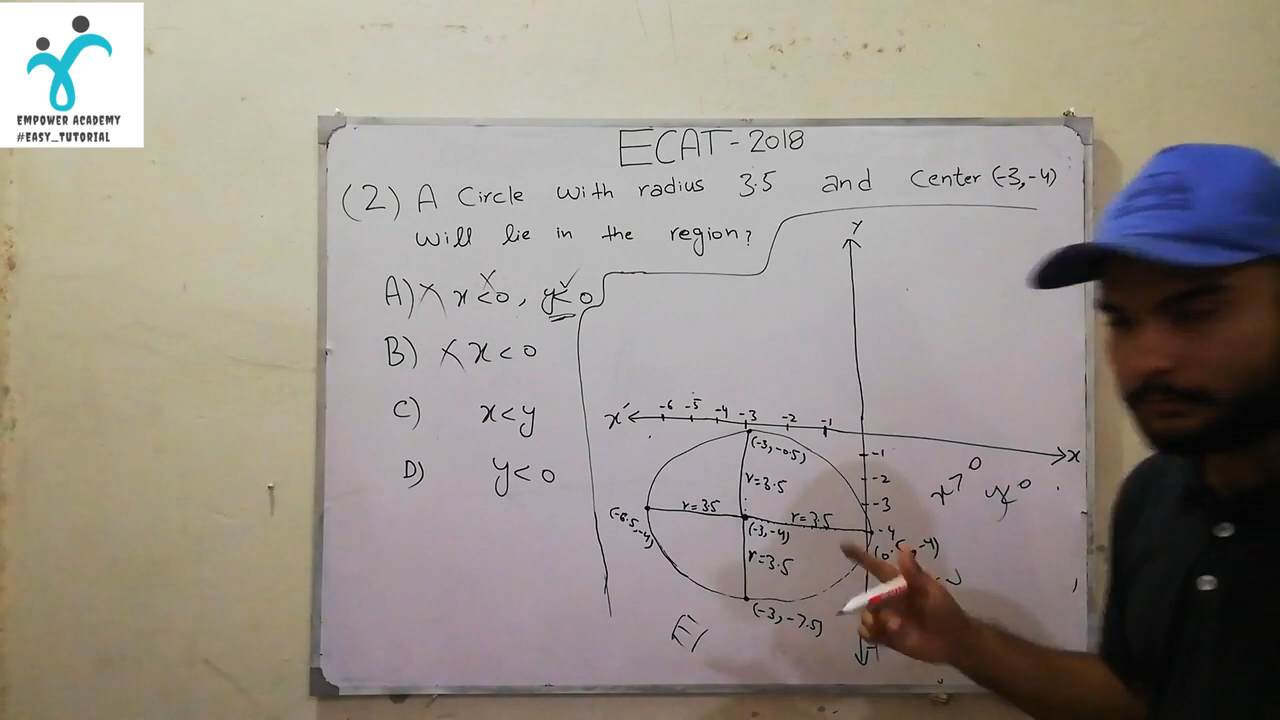 EMPOWER ACADEMY
#EASY_TUTORIAL
ECAT-2018
(2) A Circle with radius 3.5 and Center (-3,-4)
will lie in the region?
A) X x<0, y<0
B) X x<0
C) x<y
D) y<0
Y
x' -6 -5 -4 -3 -2 -1 x
(-3,-0.5)
-1
-2
-3
-4
r=3.5
r=3.5 r=3.5
(-6.5,-4)
(-3,-4)
r=3.5
(-3,-7.5)
x>0 y<0